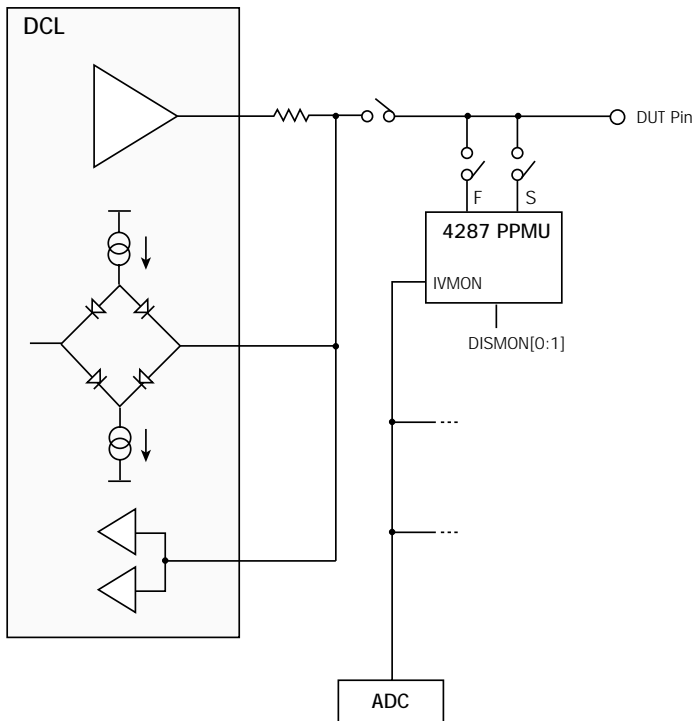 DCL
DUT Pin
F
S
4287 PPMU
IVMON
DISMON[0:1]
ADC